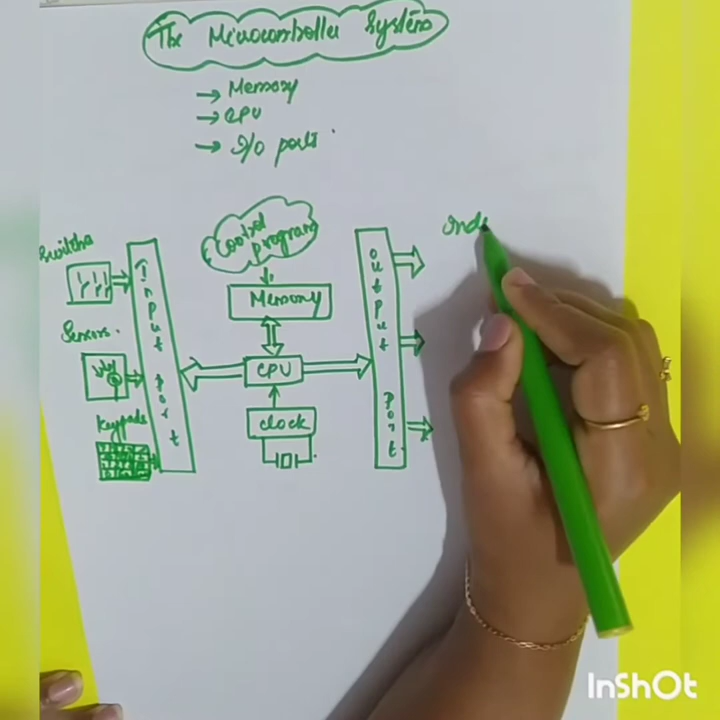 The Microcontroller System
→ Memory
→ CPU
→ I/O ports
Switches
Sensors.
Keypads
input port
Control
program
Memory
CPU
clock
output port
Inde
InShOt